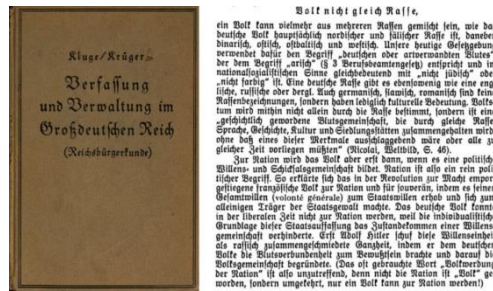 Kluge/Krüger
Verfassung
und Verwaltung im
Großdeutschen Reich
(Reichsbürgerkunde)
Volk nicht gleich Rasse,
ein Volk kann vielmehr aus mehreren Rassen gemischt sein, wie das
deutsche Volk hauptsächlich nordischer und fälischer Rasse, daneben
dinarisch, ostisch, ostbaltisch und westisch. Unsere heutige Gesetzgebung
verwendet dafür den Begriff „deutschen oder artverwandten Blutes“,
der dem Begriff „arisch“ (§ 3 Berufsbeamtengesetz) entspricht und im
nationalsozialistischen Sinne gleichbedeutend mit „nicht jüdisch“ oder
„nicht farbig“ ist. Eine deutsche Rasse gibt es ebensowenig wie eine eng-
lische, russische oder dergl. Auch germanisch, slawisch, romanisch sind keine
Rassenbezeichnungen, sondern haben lediglich kulturelle Bedeutung. Volks-
tum wird mithin nicht allein durch die Rasse bestimmt, sondern ist eine
„geschichtlich gewordene Blutsgemeinschaft, die durch gleiche Rasse,
Sprache, Geschichte, Kultur und Siedlungsstätten zusammengehalten wird,
ohne daß eines dieser Merkmale ausschlaggebend wäre oder alle zu
gleicher Zeit vorliegen müßten“ (Nicolai, Weltbild, S. 46).
Zur Nation wird das Volk aber erst dann, wenn es eine politische
Willens- und Schicksalsgemeinschaft bildet. Nation ist also ein rein poli-
tischer Begriff. So erklärte sich das in der Revolution zur Macht empor-
gestiegene französische Volk zur Nation und für souverän, indem es seinen
Gesamtwillen (volonté générale) zum Staatswillen erhob und sich zum
alleinigen Träger der Staatsgewalt machte. Das deutsche Volk konnte
in der liberalen Zeit nicht zur Nation werden, weil die individualistische
Grundlage dieser Staatsauffassung das Zustandekommen einer Willens-
gemeinschaft verhinderte. Erst Adolf Hitler schuf diese Willenseinheit
als rassisch zusammengeschmiedete Ganzheit, indem er dem deutschen
Volke die Blutsverbundenheit zum Bewußtsein brachte und darauf die
Volksgemeinschaft begründete. (Das oft gebrauchte Wort „Volkwerdung
der Nation“ ist also unzutreffend, denn nicht die Nation ist „Volk“ ge-
worden, sondern umgekehrt, nur ein Volk kann zur Nation werden!)